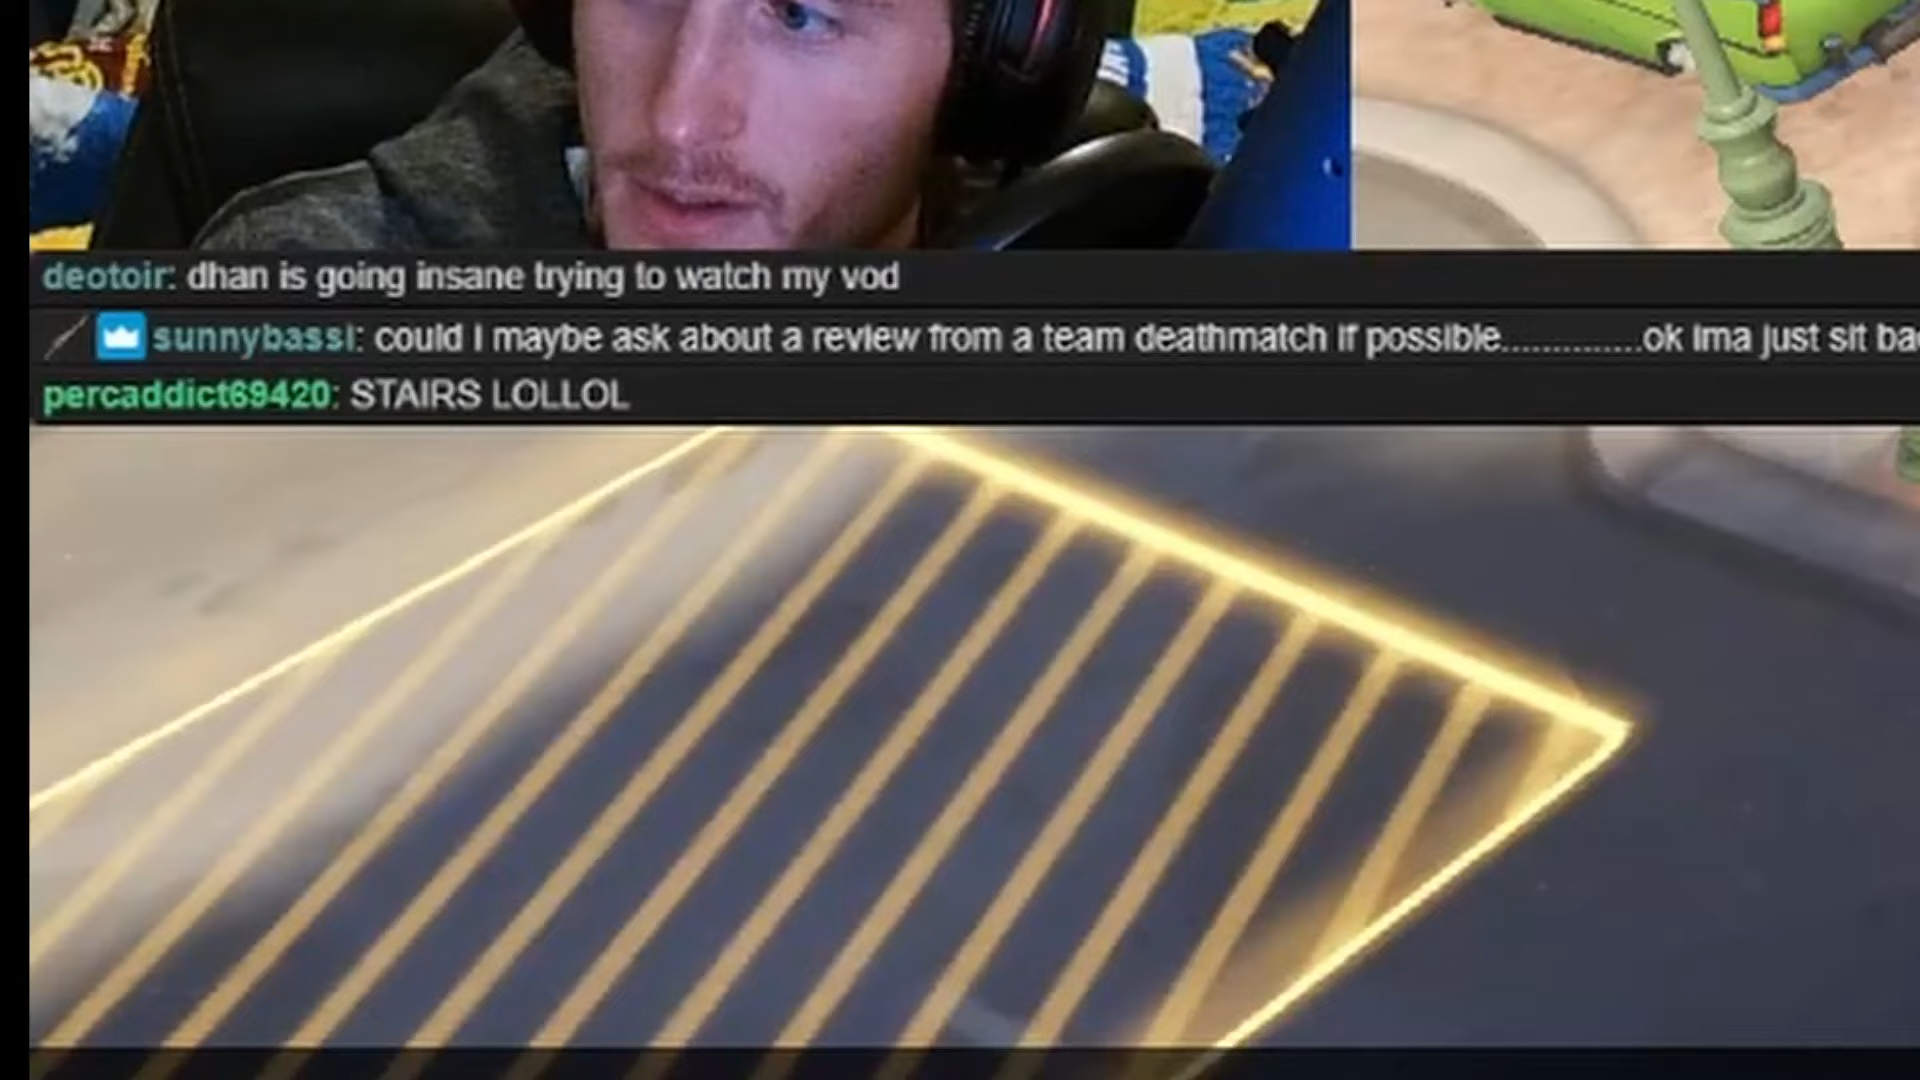 deotoir: dhan is going insane trying to watch my vod
sunnybassi: could i maybe ask about a review from a team deathmatch if possible..............ok ima just sit
percaddict69420: STAIRS LOLLOL